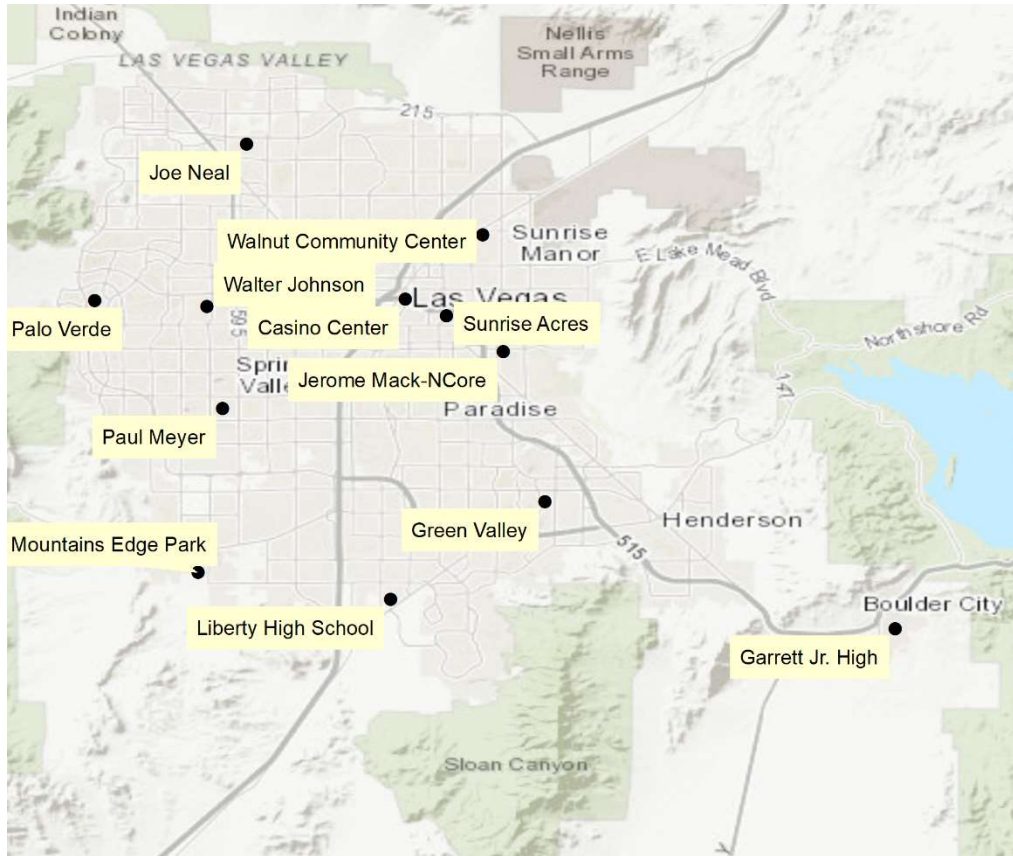 Indian
Colony
Nellis
Small Arms
Range
LAS VEGAS VALLEY
215
Joe Neal
Walnut Community Center
Sunrise
Manor
E Lake Mead Blvd
Walter Johnson
Las Vegas
Palo Verde
595
Casino Center
Sunrise Acres
Northshore Rd
Jerome Mack-NCore
147
Paradise
Paul Meyer
Green Valley
Henderson
515
Mountains Edge Park
Liberty High School
Boulder City
Garrett Jr. High
Sloan Canyon